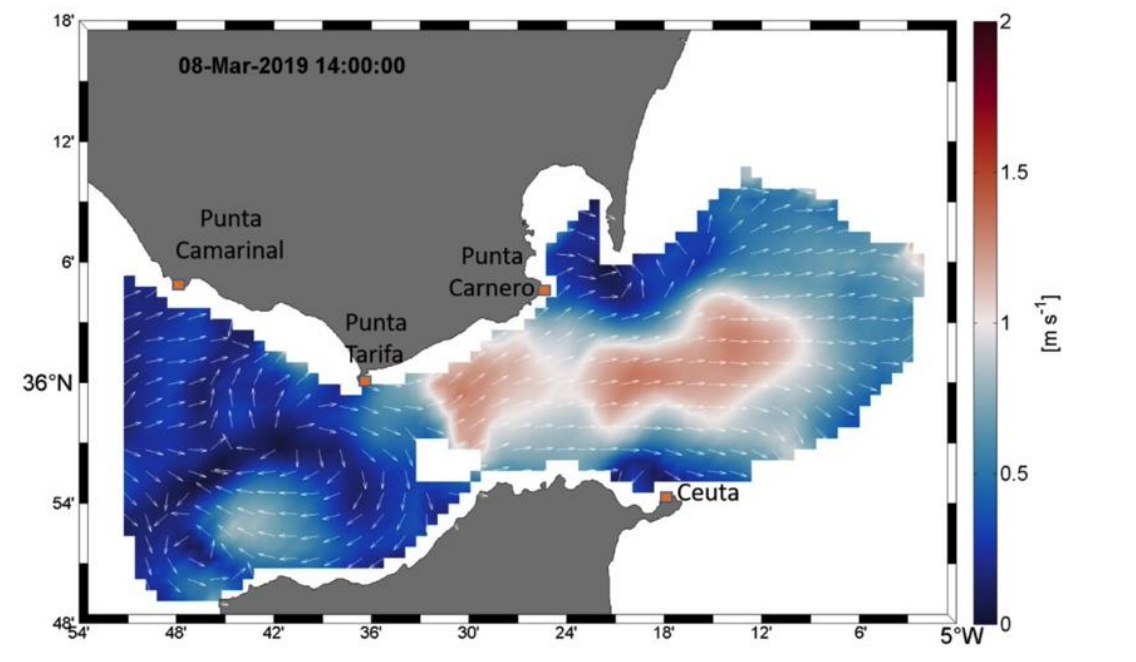 18'
2
08-Mar-2019 14:00:00
12'
1.5
Punta
Camarinal
Punta
Carnero
6'
Punta
Tarifa
1
[m s-1]
36°N
0.5
54'
Ceuta
48'
0
54'
48'
42'
36'
30'
24'
18'
12'
6'
5°W